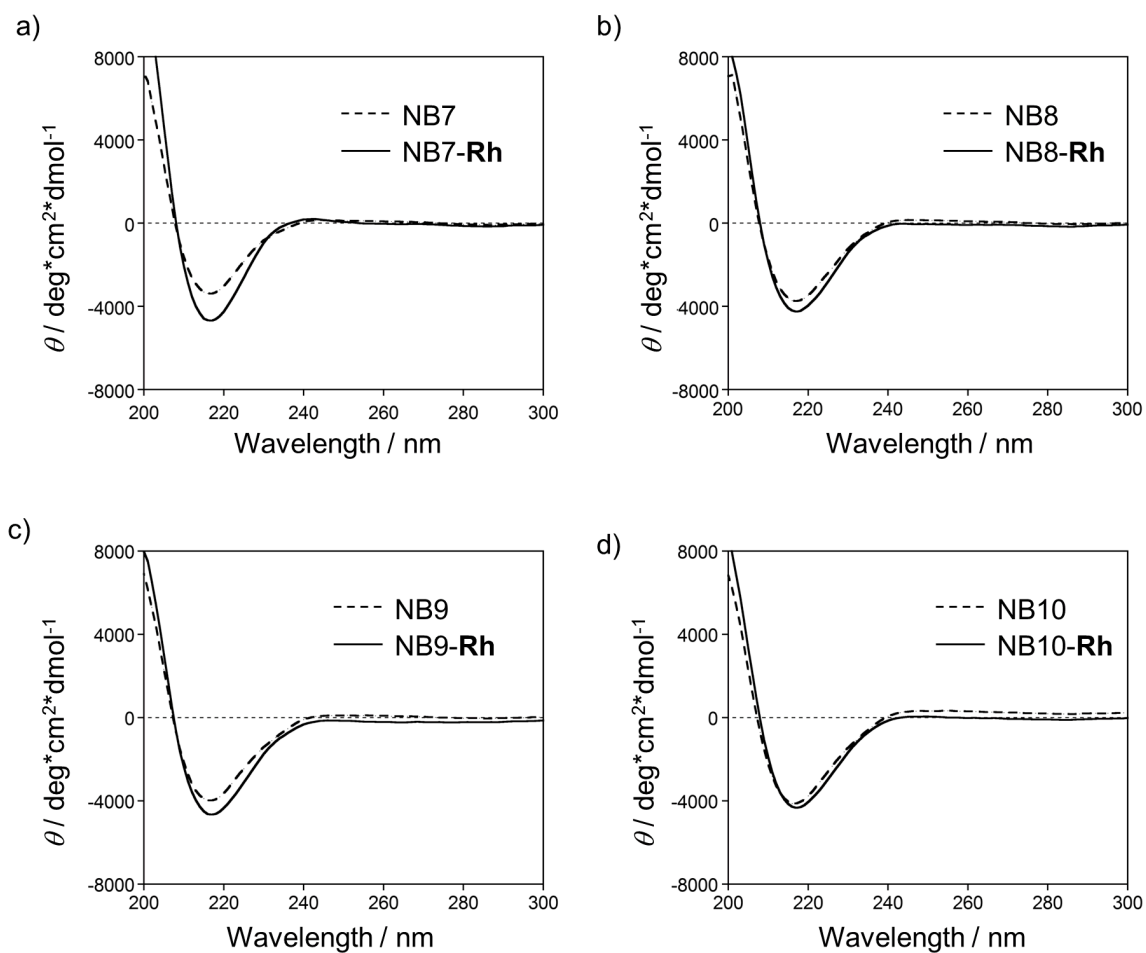 a)
8000
4000
0
-4000
-8000
θ / deg*cm²*dmol⁻¹
NB7
NB7-Rh
200 220 240 260 280 300
Wavelength / nm
b)
8000
4000
0
-4000
-8000
θ / deg*cm²*dmol⁻¹
NB8
NB8-Rh
200 220 240 260 280 300
Wavelength / nm
c)
8000
4000
0
-4000
-8000
θ / deg*cm²*dmol⁻¹
NB9
NB9-Rh
200 220 240 260 280 300
Wavelength / nm
d)
8000
4000
0
-4000
-8000
θ / deg*cm²*dmol⁻¹
NB10
NB10-Rh
200 220 240 260 280 300
Wavelength / nm